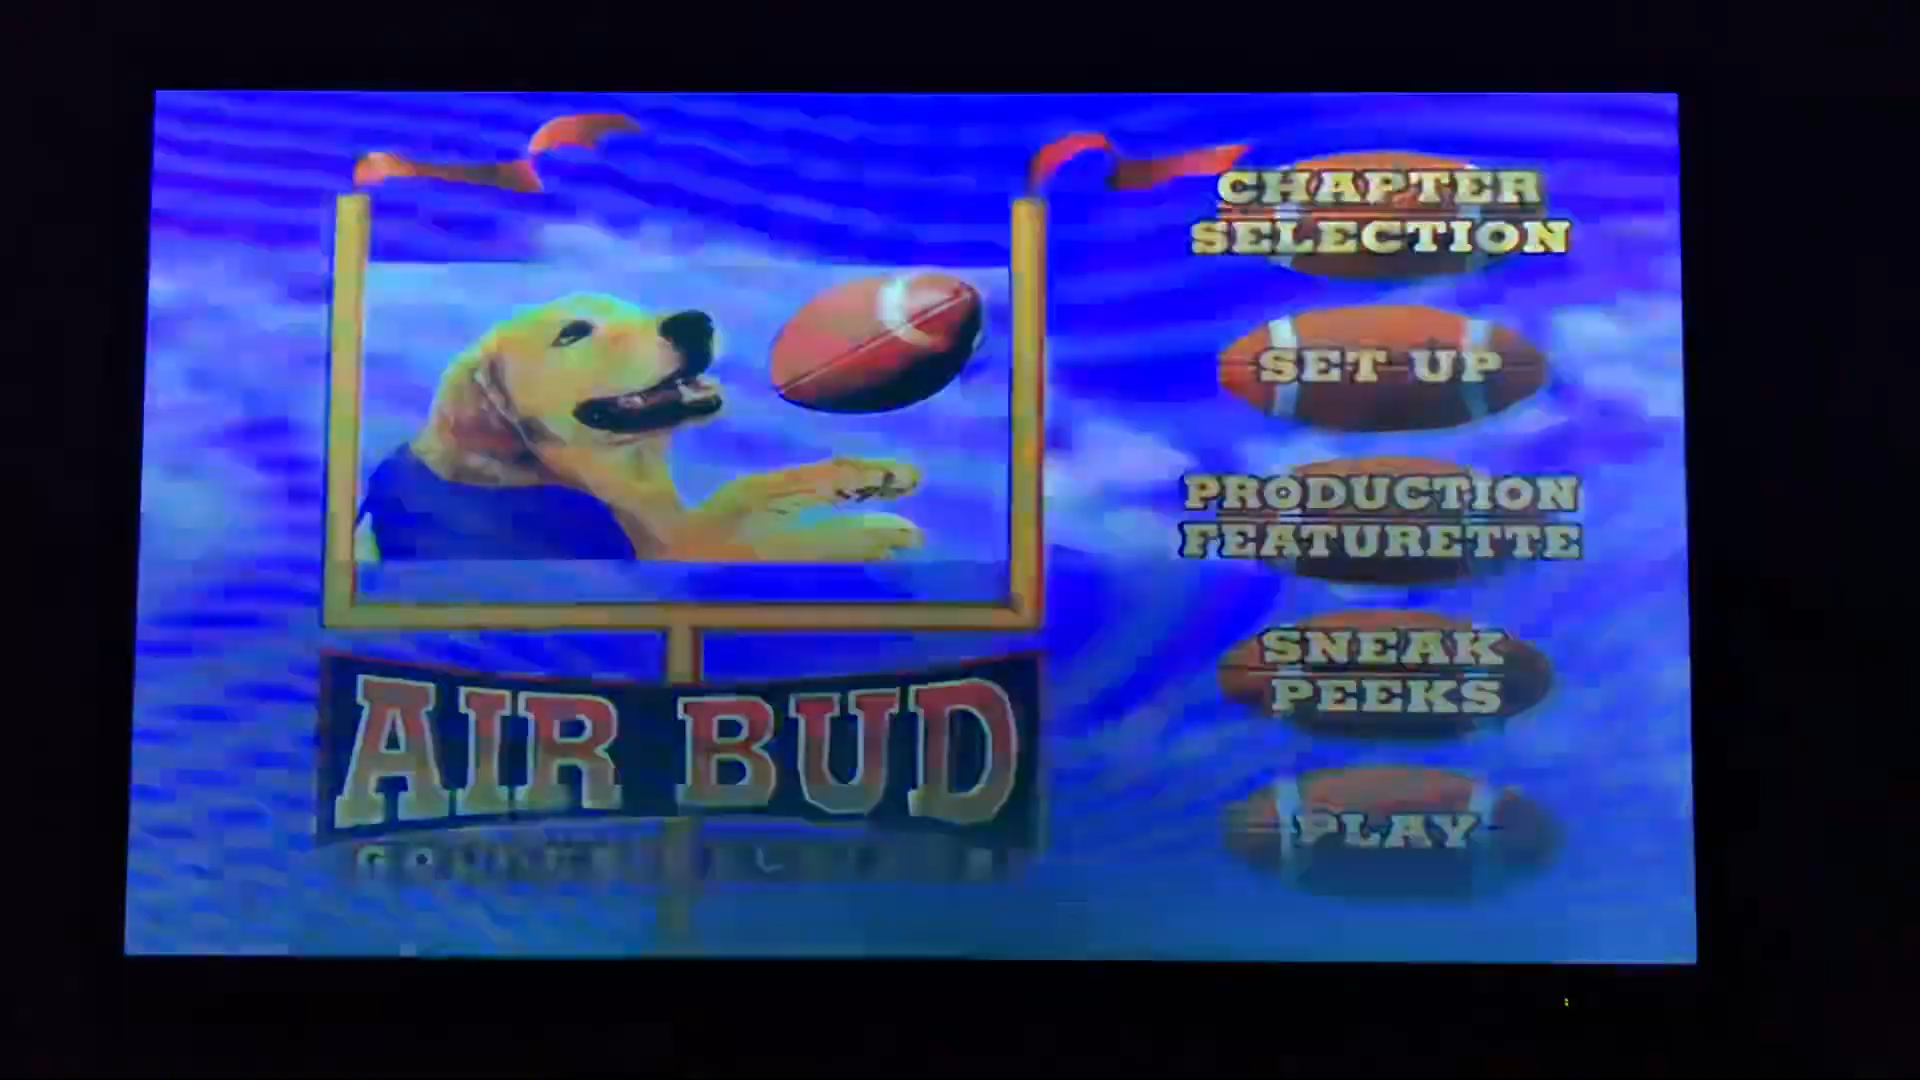 CHAPTER
SELECTION
SET UP
PRODUCTION
FEATURETTE
SNEAK
PEEKS
AIR BUD
PLAY